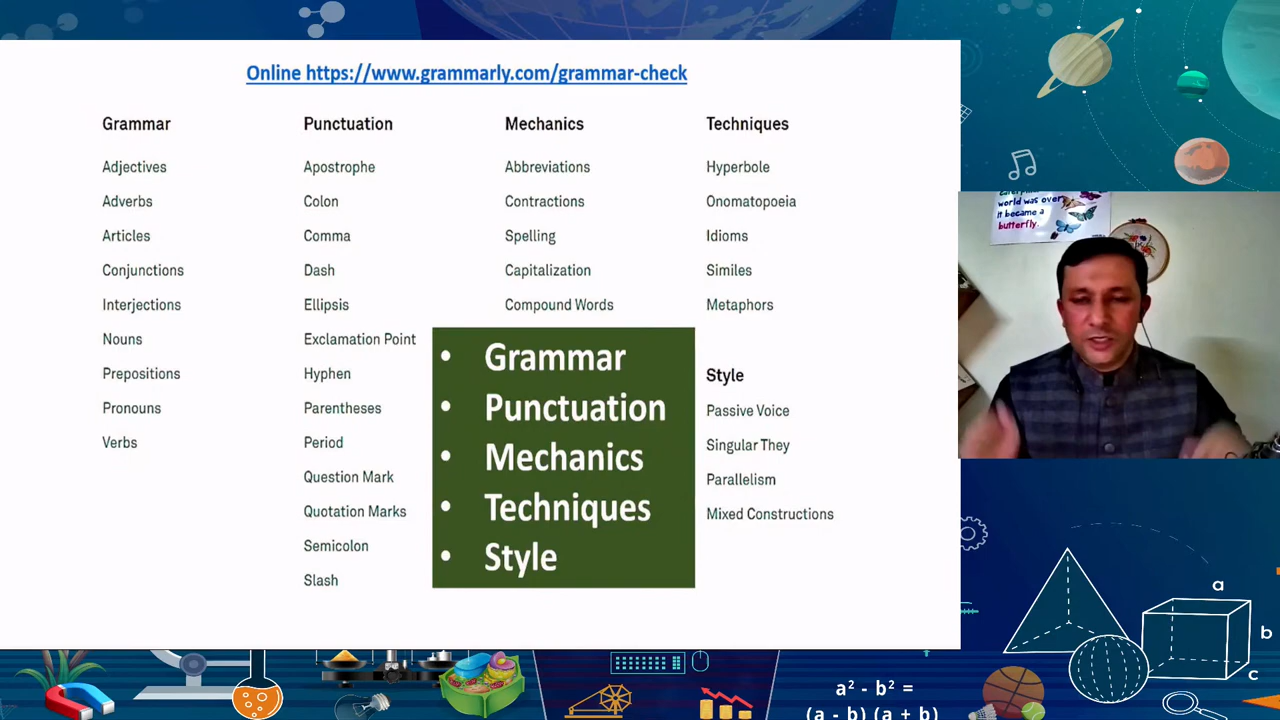 Online https://www.grammarly.com/grammar-check
Grammar
Adjectives
Adverbs
Articles
Conjunctions
Interjections
Nouns
Prepositions
Pronouns
Verbs
Punctuation
Apostrophe
Colon
Comma
Dash
Ellipsis
Exclamation Point
Hyphen
Parentheses
Period
Question Mark
Quotation Marks
Semicolon
Slash
Mechanics
Abbreviations
Contractions
Spelling
Capitalization
Compound Words
• Grammar
• Punctuation
• Mechanics
• Techniques
• Style
Techniques
Hyperbole
Onomatopoeia
Idioms
Similes
Metaphors
Style
Passive Voice
Singular They
Parallelism
Mixed Constructions
world was over
it became a
butterfly.
a
b
c
a² - b² =
(a - b) (a + b)